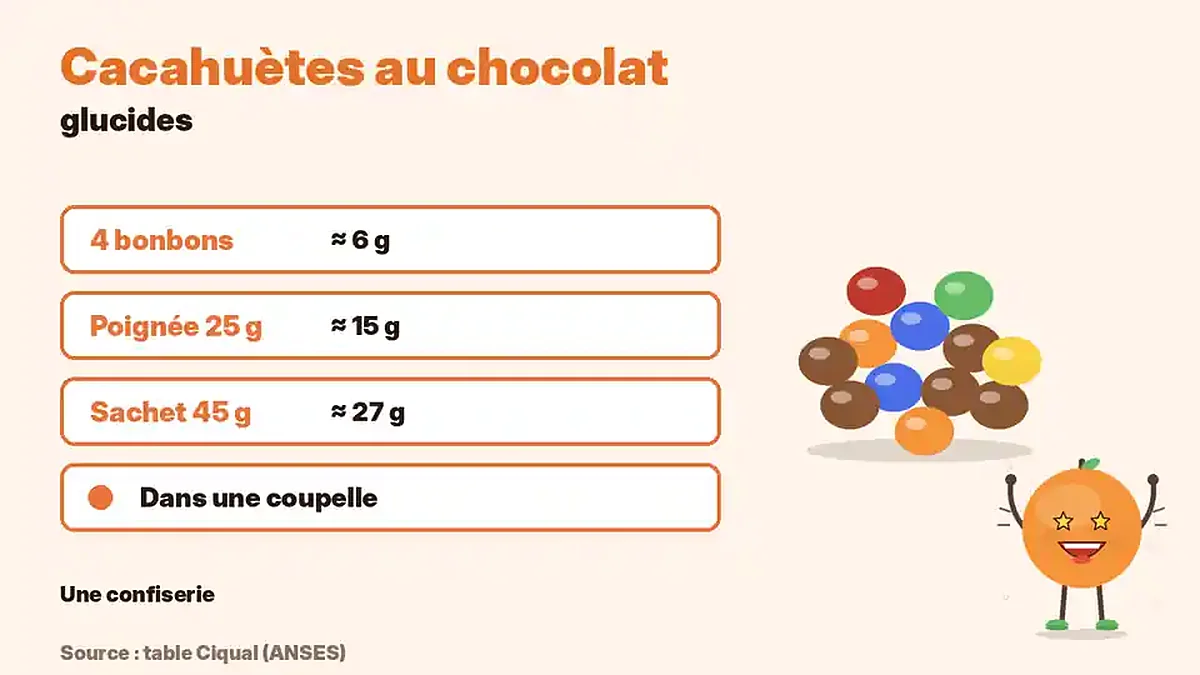 Cacahuètes au chocolat
glucides
4 bonbons ≈ 6 g
Poignée 25 g ≈ 15 g
Sachet 45 g ≈ 27 g
Dans une coupelle
Une confiserie
Source : table Ciqual (ANSES)